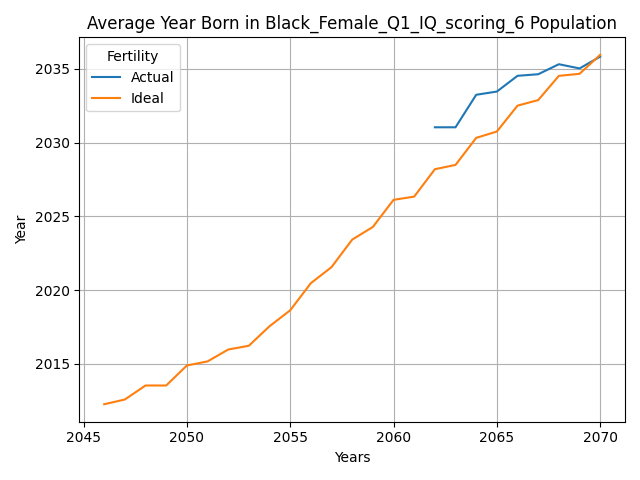 Average Year Born in Black_Female_Q1_IQ_scoring_6 Population
Fertility
Actual
Ideal
Year
2035
2030
2025
2020
2015
2045
2050
2055
2060
2065
2070
Years